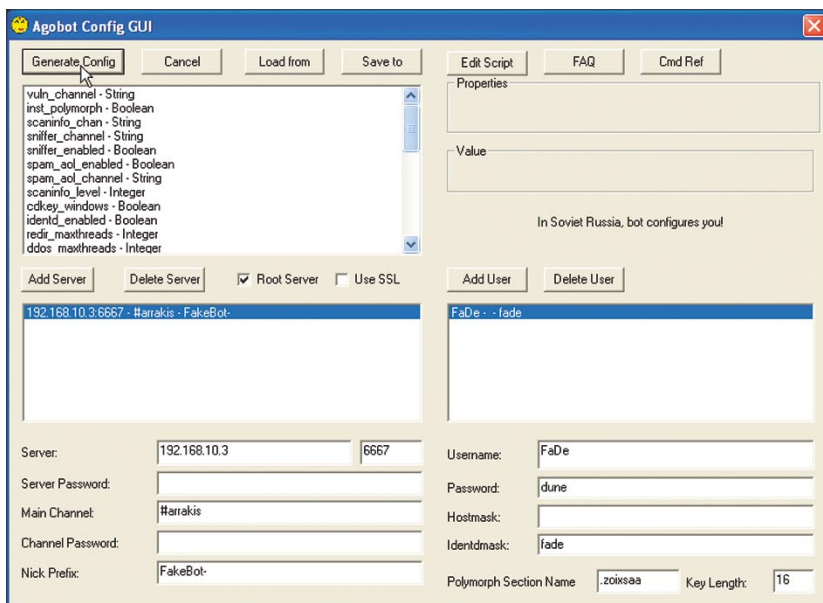 Agobot Config GUI
Generate Config Cancel Load from Save to Edit Script FAQ Cmd Ref
vuln_channel - String
inst_polymorph - Boolean
scaninfo_chan - String
sniffer_channel - String
sniffer_enabled - Boolean
spam_aol_enabled - Boolean
spam_aol_channel - String
scaninfo_level - Integer
cdkey_windows - Boolean
identd_enabled - Boolean
redir_maxthreads - Integer
ddos_maxthreads - Integer
Properties
Value
In Soviet Russia, bot configures you!
Add Server Delete Server Root Server Use SSL Add User Delete User
192.168.10.3:6667 - #arrakis - FakeBot-
FaDe - - fade
Server: 192.168.10.3 6667
Server Password:
Main Channel: #arrakis
Channel Password:
Nick Prefix: FakeBot-
Username: FaDe
Password: dune
Hostmask:
Identdmask: fade
Polymorph Section Name .zoixsaa Key Length: 16